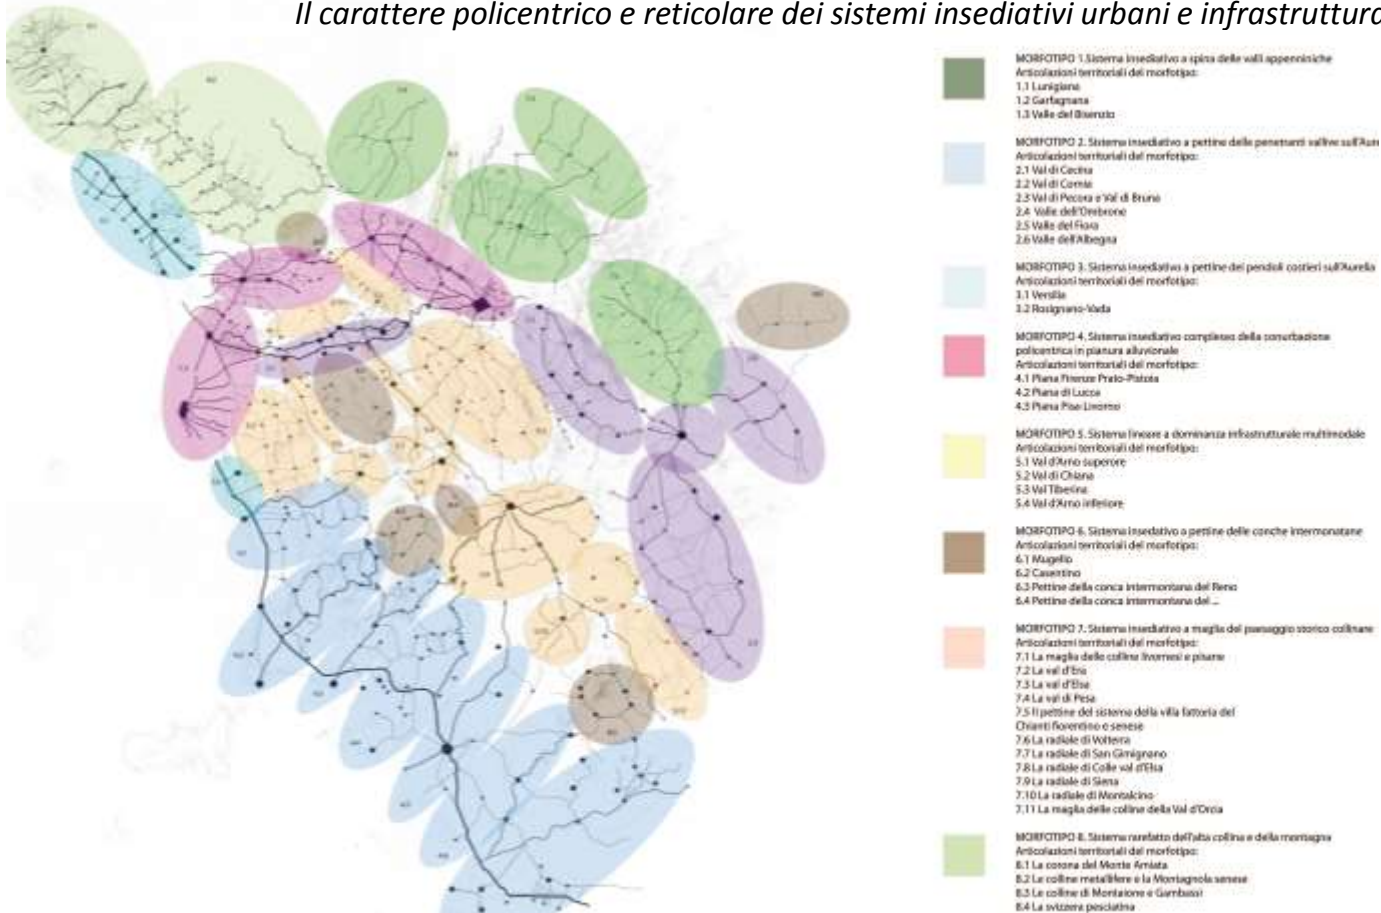 Il carattere policentrico e reticolare dei sistemi insediativi urbani e infrastruttura
MORFOTIPO 1.Sistema insediativo a spina delle valli appenniniche
Articolazioni territoriali del morfotipo:
1.1 Lunigiana
1.2 Garfagnana
1.3 Valle del Bisenzio
MORFOTIPO 2. Sistema insediativo a pettine delle penetranti vallive sull'Aure
Articolazioni territoriali del morfotipo:
2.1 Val di Cecina
2.2 Val di Cornia
2.3 Val di Pecora e Val di Bruna
2.4 Valle dell'Ombrone
2.5 Valle del Fiora
2.6 Valle dell'Albegna
MORFOTIPO 3. Sistema insediativo a pettine dei pendoli costieri sull'Aurelia
Articolazioni territoriali del morfotipo:
3.1 Versilia
3.2 Rosignano-Vada
MORFOTIPO 4. Sistema insediativo complesso della conurbazione
policentrica in pianura alluvionale
Articolazioni territoriali del morfotipo:
4.1 Piana Firenze Prato-Pistoia
4.2 Piana di Lucca
4.3 Piana Pisa-Livorno
MORFOTIPO 5. Sistema lineare a dominanza infrastrutturale multimodale
Articolazioni territoriali del morfotipo:
5.1 Val d'Arno superore
5.2 Val di Chiana
5.3 Val Tiberina
5.4 Val d'Arno inferiore
MORFOTIPO 6. Sistema insedativo a pettine delle conche intermonatane
Articolazioni territoriali del morfotipo:
6.1 Mugello
6.2 Casentino
6.3 Pettine della conca intermontana del Reno
6.4 Pettine della conca intermontana del ...
MORFOTIPO 7. Sistema insediativo a maglia del paesaggio storico collinare
Articolazioni territoriali del morfotipo:
7.1 La maglia delle colline livornesi e pisane
7.2 La val d'Era
7.3 La val d'Elsa
7.4 La val di Pesa
7.5 Il pettine del sistema della villa fattoria del
Chianti fiorentino e senese
7.6 La radiale di Volterra
7.7 La radiale di San Gimignano
7.8 La radiale di Colle val d'Elsa
7.9 La radiale di Siena
7.10 La radiale di Montalcino
7.11 La maglia delle colline della Val d'Orcia
MORFOTIPO 8. Sistema rarefatto dell'alta collina e della montagna
Articolazioni territoriali del morfotipo:
8.1 La corona del Monte Amiata
8.2 Le colline metallifere e la Montagnola senese
8.3 Le colline di Montaione e Gambassi
8.4 La svizzera pesciatina